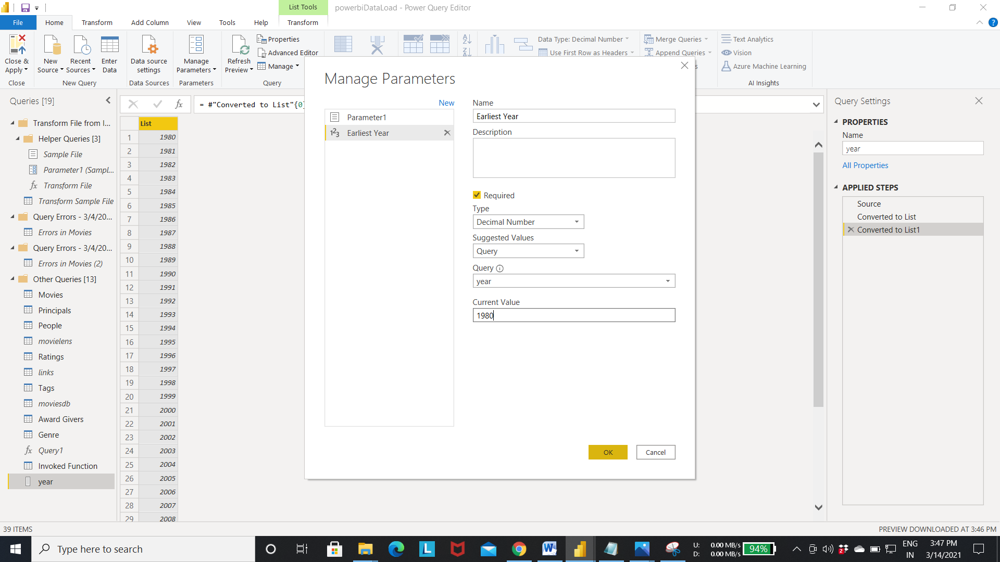 List Tools
powerbiDataLoad - Power Query Editor
File
Home
Transform
Add Column
View
Tools
Help
Transform
Close & Apply
Close
New Source
Recent Sources
Enter Data
New Query
Data source settings
Data Sources
Manage Parameters
Parameters
Refresh Preview
Properties
Advanced Editor
Manage
Query
Data Type: Decimal Number
Use First Row as Headers
Merge Queries
Append Queries
Text Analytics
Vision
Azure Machine Learning
AI Insights
Queries [19]
Transform File from I...
Helper Queries [3]
Sample File
Parameter1 (Sampl...
Transform File
Transform Sample File
Query Errors - 3/4/20...
Errors in Movies
Query Errors - 3/4/20...
Errors in Movies (2)
Other Queries [13]
Movies
Principals
People
movielens
Ratings
links
Tags
moviesdb
Award Givers
Genre
Query1
Invoked Function
year
= #"Converted to List"{0}
List
1 1980
2 1981
3 1982
4 1983
5 1984
6 1985
7 1986
8 1987
9 1988
10 1989
11 1990
12 1991
13 1992
14 1993
15 1994
16 1995
17 1996
18 1997
19 1998
20 1999
21 2000
22 2001
23 2002
24 2003
25 2004
26 2005
27 2006
28 2007
29 2008
Manage Parameters
New
Parameter1
Earliest Year
Name
Earliest Year
Description
Required
Type
Decimal Number
Suggested Values
Query
Query
year
Current Value
1980
OK
Cancel
Query Settings
PROPERTIES
Name
year
All Properties
APPLIED STEPS
Source
Converted to List
Converted to List1
39 ITEMS
PREVIEW DOWNLOADED AT 3:46 PM
Type here to search
U: 0.00 MB/s
D: 0.00 MB/s
94%
ENG
IN
3:47 PM
3/14/2021